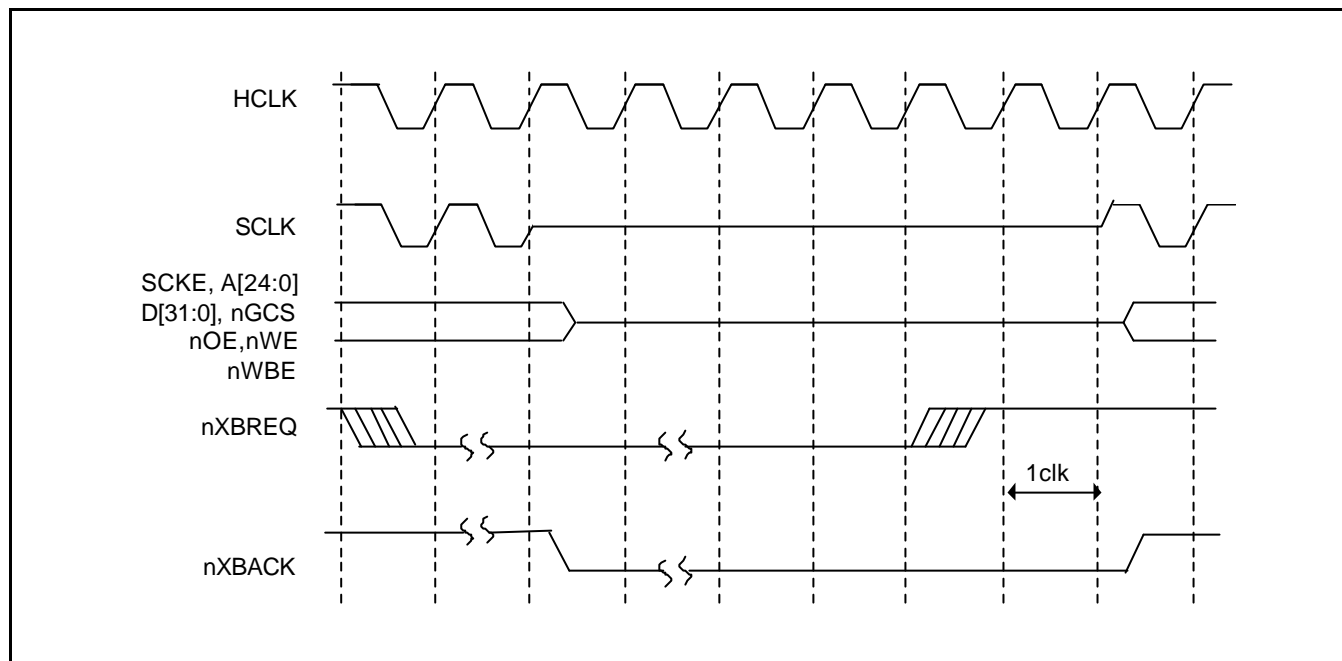 HCLK
SCLK
SCKE, A[24:0]
D[31:0], nGCS
nOE,nWE
nWBE
nXBREQ
1clk
nXBACK